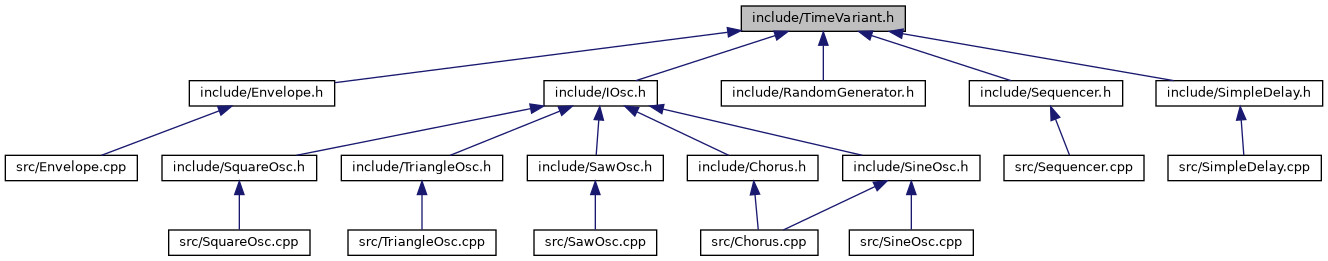 include/TimeVariant.h
include/Envelope.h
include/IOsc.h
include/RandomGenerator.h
include/Sequencer.h
include/SimpleDelay.h
src/Envelope.cpp
include/SquareOsc.h
include/TriangleOsc.h
include/SawOsc.h
include/Chorus.h
include/SineOsc.h
src/Sequencer.cpp
src/SimpleDelay.cpp
src/SquareOsc.cpp
src/TriangleOsc.cpp
src/SawOsc.cpp
src/Chorus.cpp
src/SineOsc.cpp